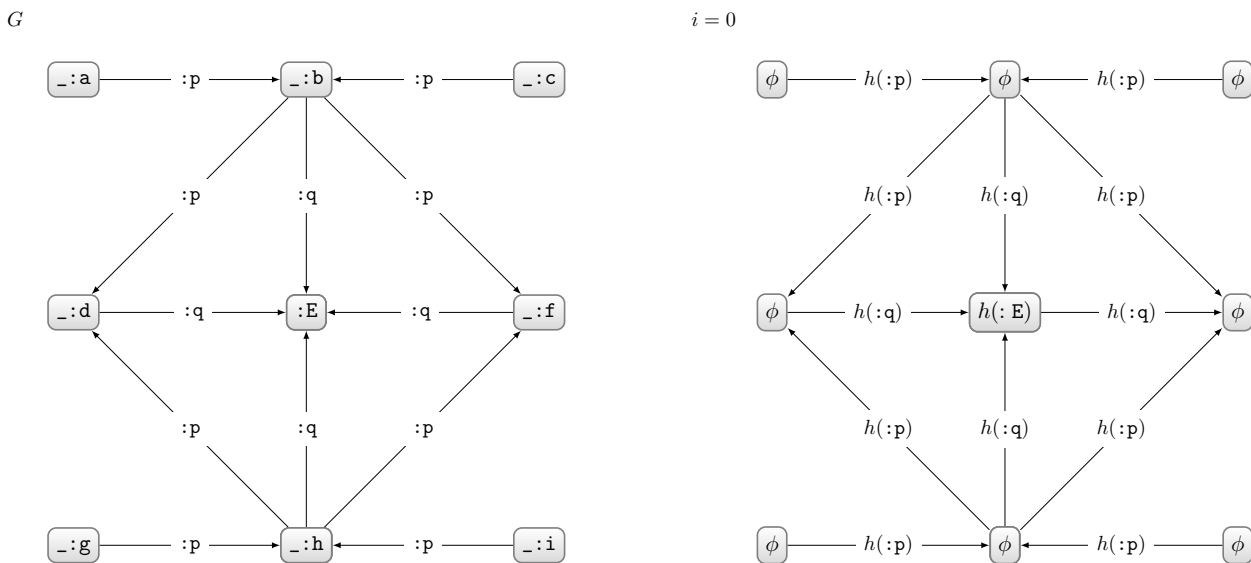 G i = 0
_:a :p _:b :p _:c ϕ h(:p) ϕ h(:p) ϕ
:p :q :p h(:p) h(:q) h(:p)
_:d :q :E :q _:f ϕ h(:q) h(: E) h(:q) ϕ
:p :q :p h(:p) h(:q) h(:p)
_:g :p _:h :p _:i ϕ h(:p) ϕ h(:p) ϕ